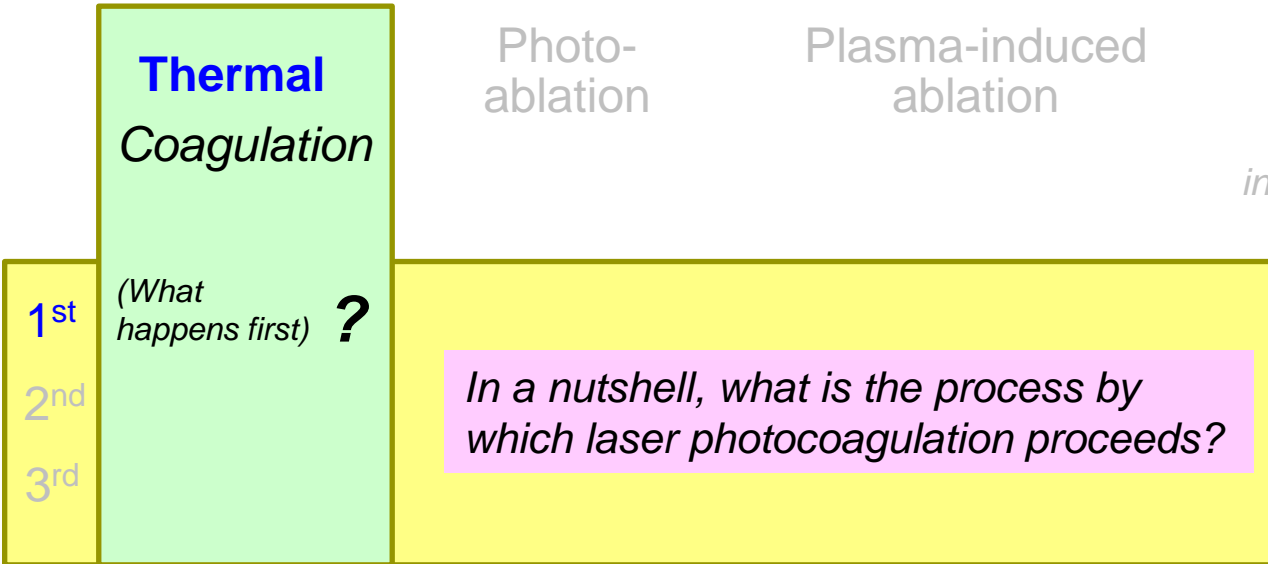 Thermal
Coagulation
Photo-
ablation
Plasma-induced
ablation
in
1st
(What
happens first) ?
2nd
3rd
In a nutshell, what is the process by
which laser photocoagulation proceeds?